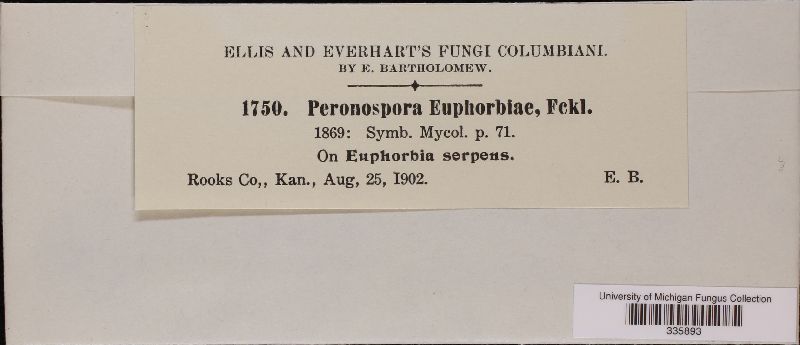 ELLIS AND EVERHART'S FUNGI COLUMBIANI.
BY E. BARTHOLOMEW.
1750. Peronospora Euphorbiae, Fckl.
1869: Symb. Mycol. p. 71.
On Euphorbia serpens.
Rooks Co,, Kan., Aug, 25, 1902. E. B.
University of Michigan Fungus Collection
335893